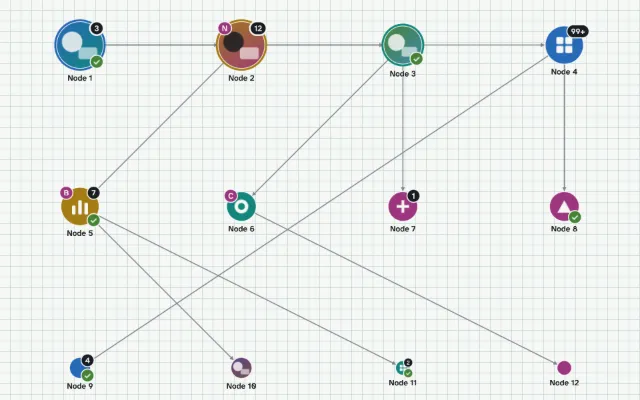 3
N
12
99+
Node 1
Node 2
Node 3
Node 4
B
7
C
1
Node 5
Node 6
Node 7
Node 8
4
2
Node 9
Node 10
Node 11
Node 12